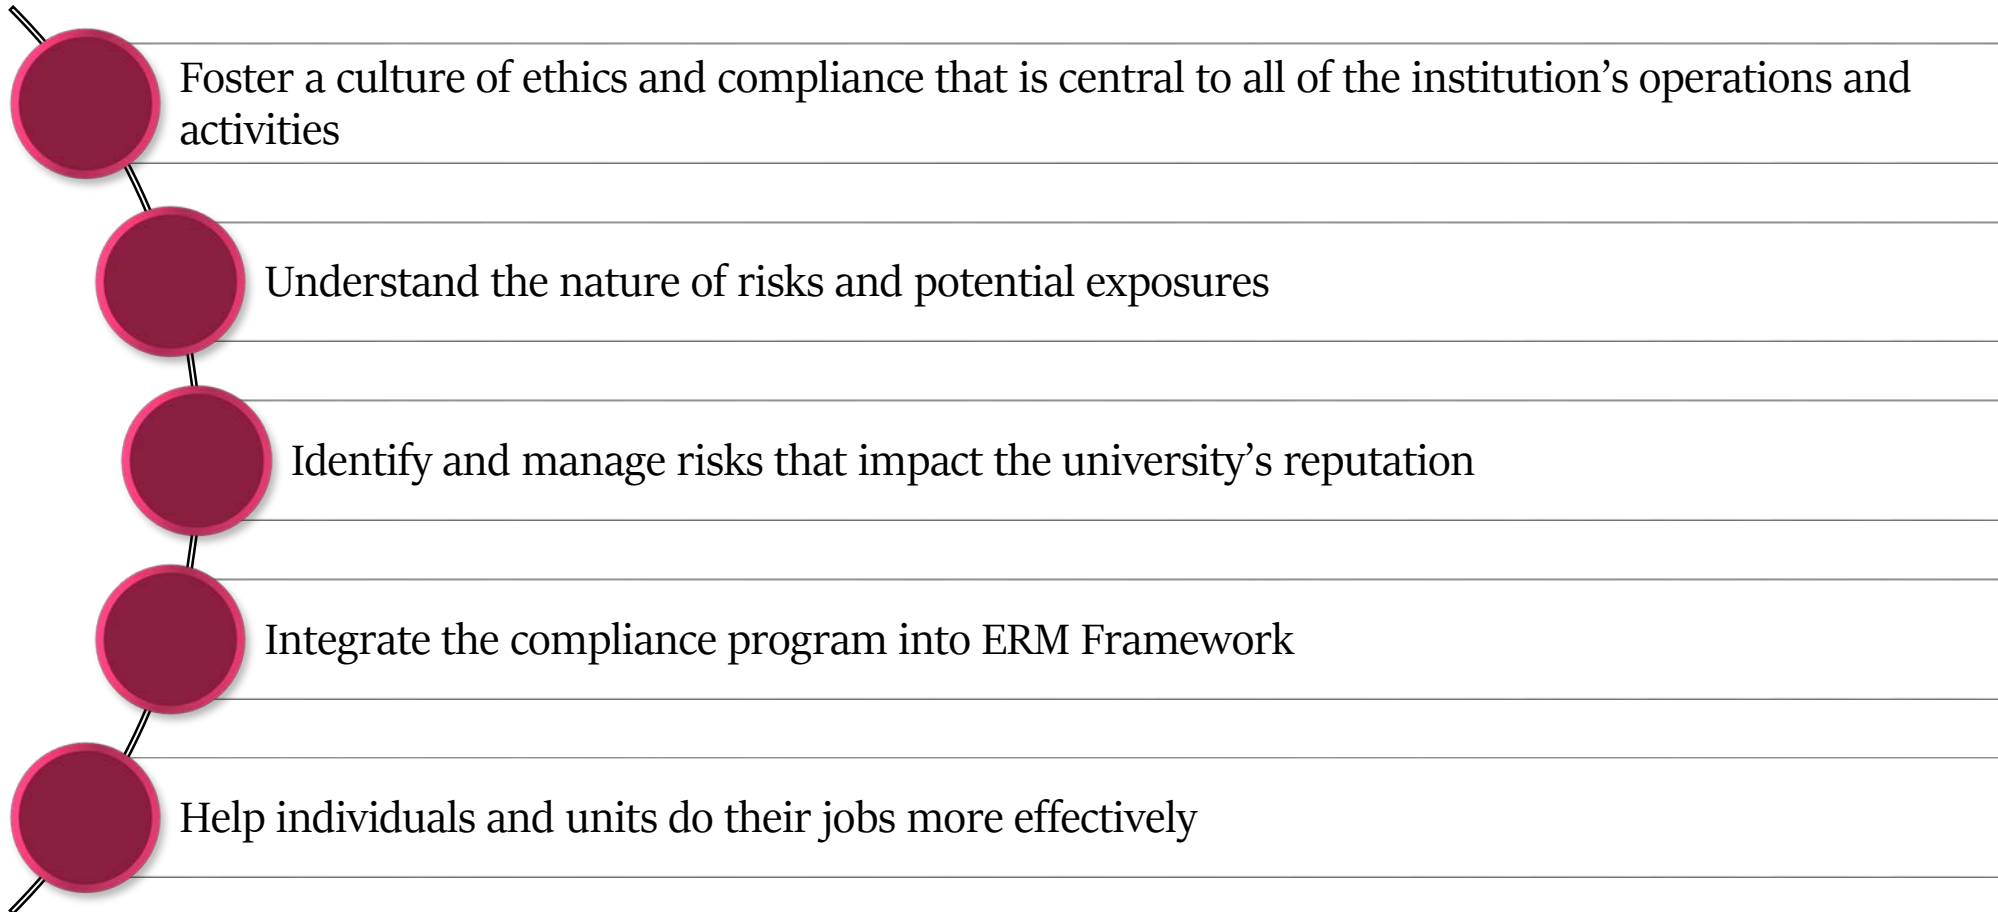 Foster a culture of ethics and compliance that is central to all of the institution’s operations and
activities
Understand the nature of risks and potential exposures
Identify and manage risks that impact the university’s reputation
Integrate the compliance program into ERM Framework
Help individuals and units do their jobs more effectively